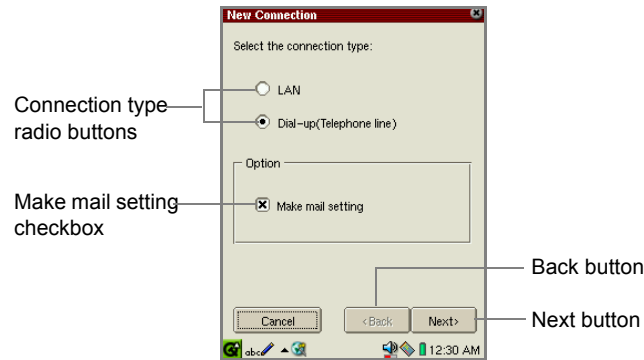 New Connection
Select the connection type:
LAN
Dial-up(Telephone line)
Connection type
radio buttons
Option
Make mail setting
Make mail setting
checkbox
Back button
Cancel
<Back
Next>
Next button
abc
12:30 AM